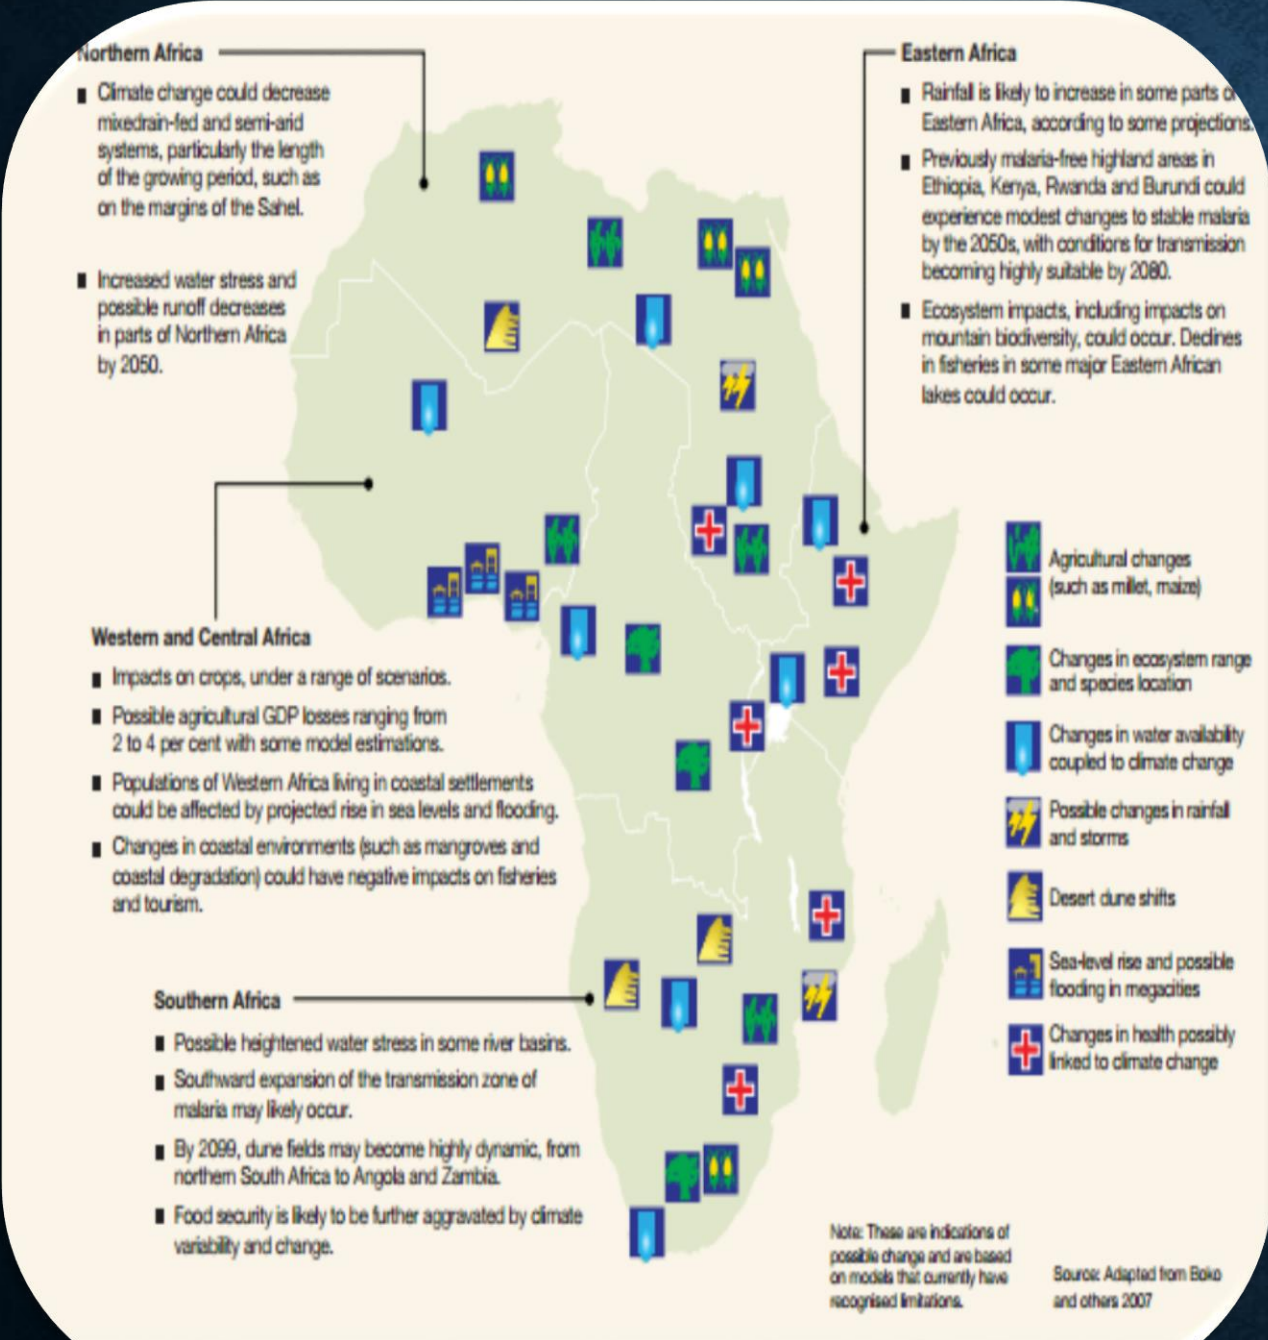 Northern Africa
Climate change could decrease
mixedrain-fed and semi-arid
systems, particularly the length
of the growing period, such as
on the margins of the Sahel.
Increased water stress and
possible runoff decreases
in parts of Northern Africa
by 2050.
Eastern Africa
Rainfall is likely to increase in some parts of
Eastern Africa, according to some projections.
Previously malaria-free highland areas in
Ethiopia, Kenya, Rwanda and Burundi could
experience modest changes to stable malaria
by the 2050s, with conditions for transmission
becoming highly suitable by 2080.
Ecosystem impacts, including impacts on
mountain biodiversity, could occur. Declines
in fisheries in some major Eastern African
lakes could occur.
Western and Central Africa
Impacts on crops, under a range of scenarios.
Possible agricultural GDP losses ranging from
2 to 4 per cent with some model estimations.
Populations of Western Africa living in coastal settlements
could be affected by projected rise in sea levels and flooding.
Changes in coastal environments (such as mangroves and
coastal degradation) could have negative impacts on fisheries
and tourism.
Southern Africa
Possible heightened water stress in some river basins.
Southward expansion of the transmission zone of
malaria may likely occur.
By 2099, dune fields may become highly dynamic, from
northern South Africa to Angola and Zambia.
Food security is likely to be further aggravated by climate
variability and change.
Agricultural changes
(such as millet, maize)
Changes in ecosystem range
and species location
Changes in water availability
coupled to climate change
Possible changes in rainfall
and storms
Desert dune shifts
Sea-level rise and possible
flooding in megacities
Changes in health possibly
linked to climate change
Note: These are indications of
possible change and are based
on models that currently have
recognised limitations.
Source: Adapted from Boko
and others 2007